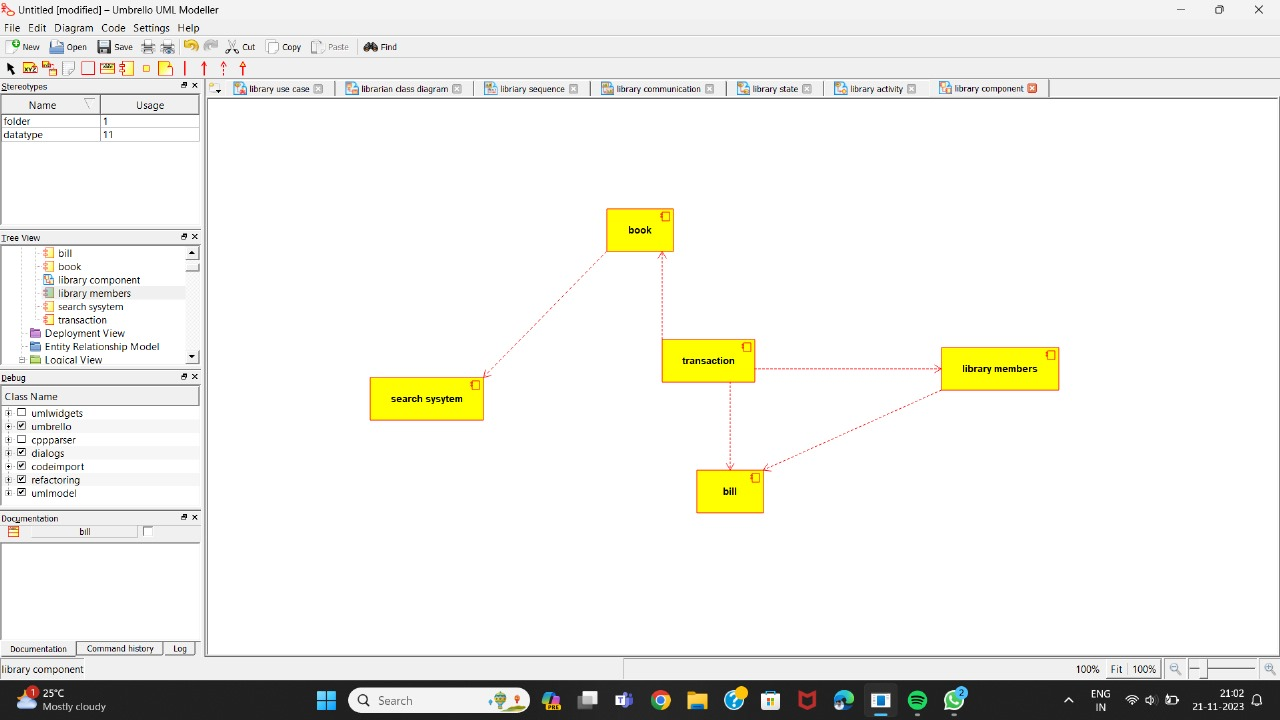 Untitled [modified] – Umbrello UML Modeller
File Edit Diagram Code Settings Help
New Open Save Cut Copy Paste Find
Stereotypes
library use case librarian class diagram libriary sequence library communication library state library activity library component
Name Usage
folder 1
datatype 11
Tree View
bill
book
library component
library members
search sysytem
transaction
Deployment View
Entity Relationship Model
Logical View
Debug
Class Name
umlwidgets
umbrello
cppparser
dialogs
codeimport
refactoring
umlmodel
Documentation
bill
Documentation Command history Log
book
transaction
library members
search sysytem
bill
library component
100% Fit 100%
1
25°C
Mostly cloudy
Search
PRE
2
ENG
IN
21:02
21-11-2023